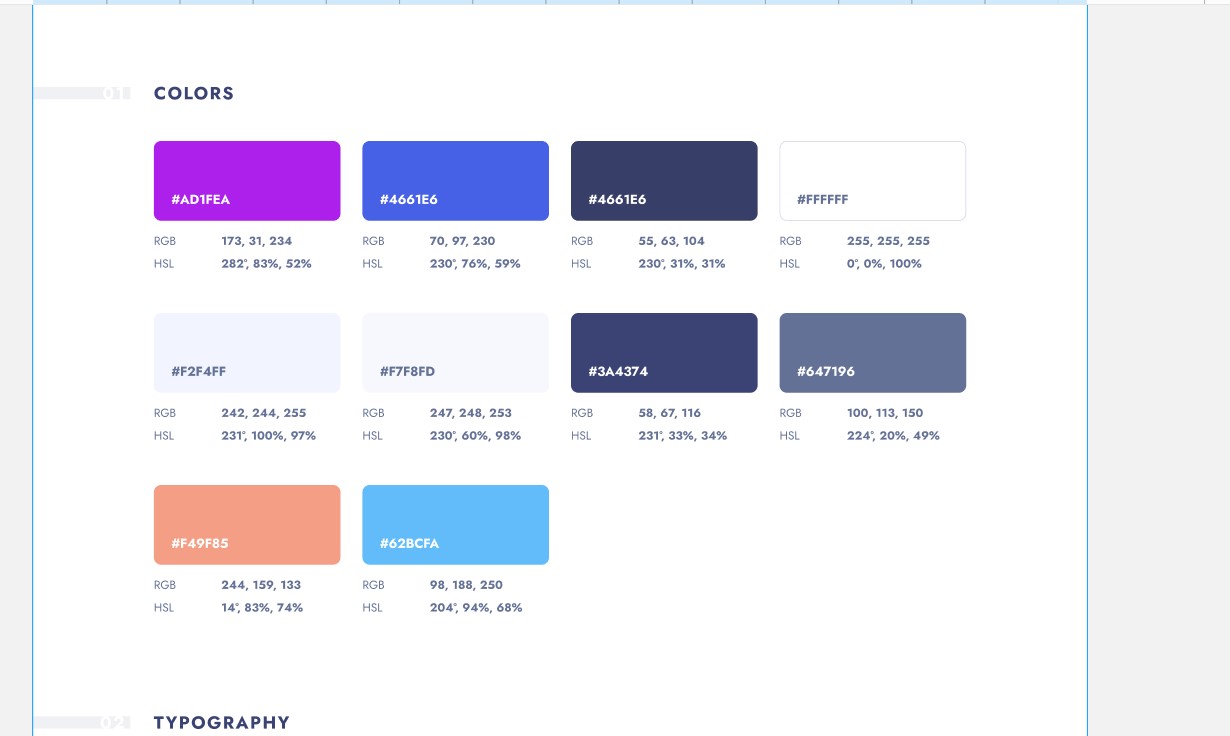 01 COLORS
#AD1FEA #4661E6 #4661E6 #FFFFFF
RGB 173, 31, 234 RGB 70, 97, 230 RGB 55, 63, 104 RGB 255, 255, 255
HSL 282°, 83%, 52% HSL 230°, 76%, 59% HSL 230°, 31%, 31% HSL 0°, 0%, 100%
#F2F4FF #F7F8FD #3A4374 #647196
RGB 242, 244, 255 RGB 247, 248, 253 RGB 58, 67, 116 RGB 100, 113, 150
HSL 231°, 100%, 97% HSL 230°, 60%, 98% HSL 231°, 33%, 34% HSL 224°, 20%, 49%
#F49F85 #62BCFA
RGB 244, 159, 133 RGB 98, 188, 250
HSL 14°, 83%, 74% HSL 204°, 94%, 68%
02 TYPOGRAPHY